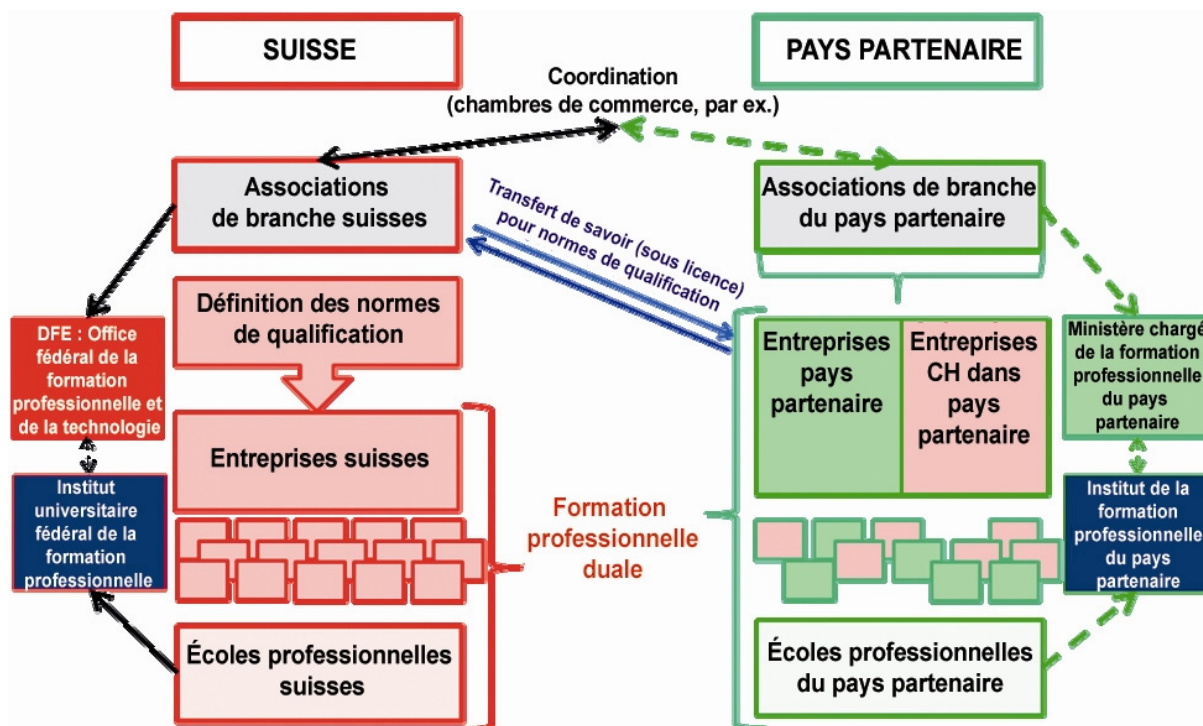 SUISSE
PAYS PARTENAIRE
Coordination
(chambres de commerce, par ex.)
Associations
de branche suisses
Transfert de savoir (sous licence)
pour normes de qualification
Associations de branche
du pays partenaire
Définition des normes
de qualification
DFE : Office
fédéral de la
formation
professionnelle et
de la technologie
Entreprises
pays
partenaire
Entreprises
CH dans
pays
partenaire
Ministère chargé
de la formation
professionnelle
du pays
partenaire
Entreprises suisses
Institut
universitaire
fédéral de la
formation
professionnelle
Formation
professionnelle
duale
Institut de la
formation
professionnelle
du pays
partenaire
Écoles professionnelles
suisses
Écoles professionnelles
du pays partenaire